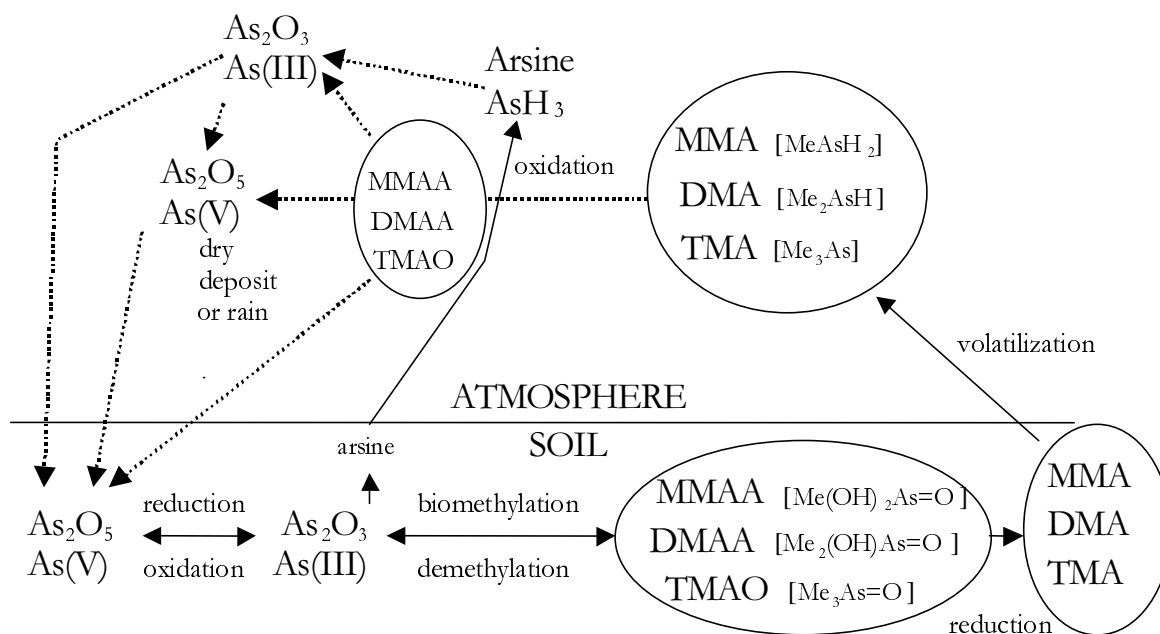 As₂O₃
As(III)
Arsine
AsH₃
oxidation
MMA [MeAsH₂]
DMA [Me₂AsH]
TMA [Me₃As]
MMAA
DMAA
TMAO
As₂O₅
As(V)
dry
deposit
or rain
volatilization
ATMOSPHERE
SOIL
arsine
As₂O₅
As(V)
reduction
oxidation
As₂O₃
As(III)
biomethylation
demethylation
MMAA [Me(OH)₂As=O]
DMAA [Me₂(OH)As=O]
TMAO [Me₃As=O]
reduction
MMA
DMA
TMA